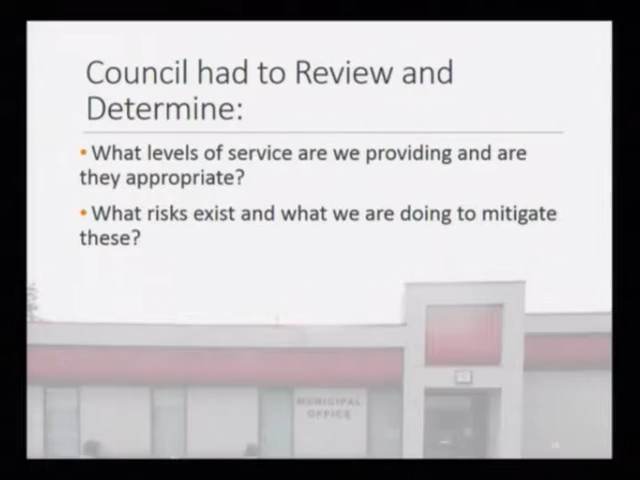 Council had to Review and
Determine:
• What levels of service are we providing and are
they appropriate?
• What risks exist and what we are doing to mitigate
these?
MUNICIPAL
OFFICE